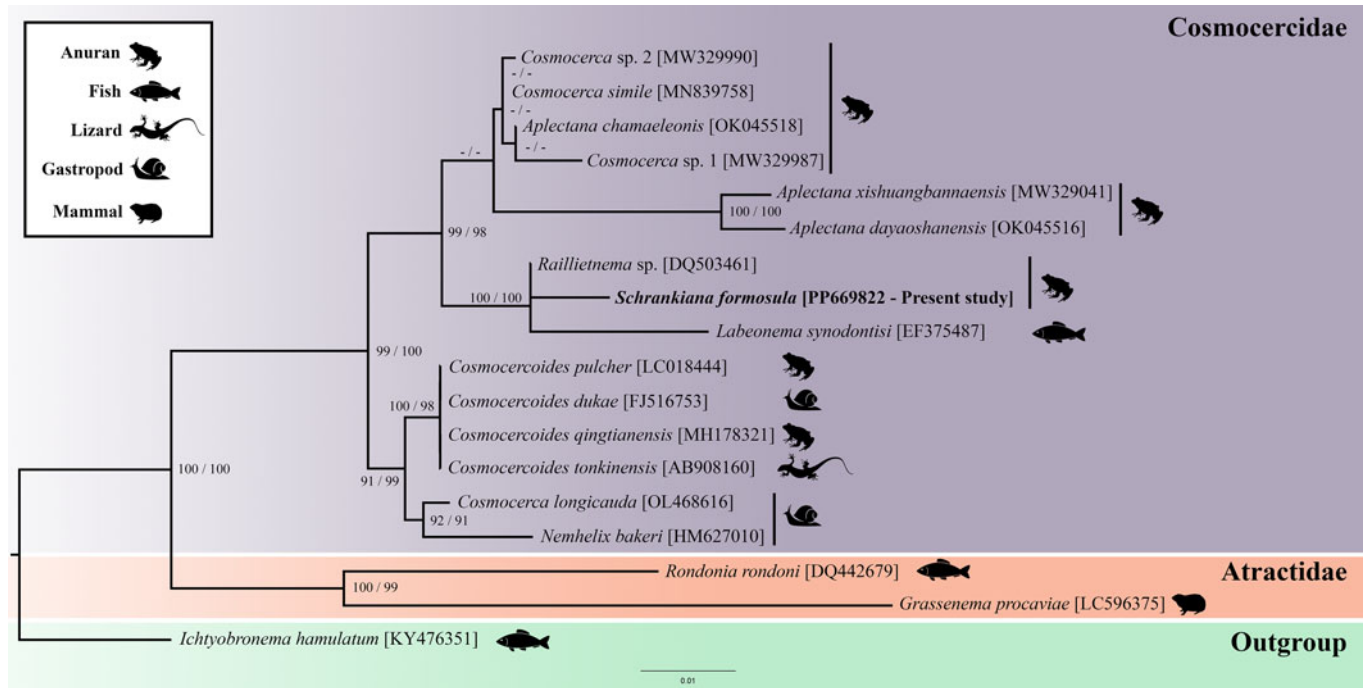 Cosmocercidae
Anuran
Fish
Lizard
Gastropod
Mammal
Cosmocerca sp. 2 [MW329990]
- / -
Cosmocerca simile [MN839758]
- / -
Aplectana chamaeleonis [OK045518]
- / -
- / -
Cosmocerca sp. 1 [MW329987]
Aplectana xishuangbannaensis [MW329041]
100 / 100
Aplectana dayaoshanensis [OK045516]
99 / 98
Raillietnema sp. [DQ503461]
100 / 100
Schrankiana formosula [PP669822 - Present study]
Labeonema synodontisi [EF375487]
99 / 100
Cosmocercoides pulcher [LC018444]
100 / 98
Cosmocercoides dukae [FJ516753]
Cosmocercoides qingtianensis [MH178321]
Cosmocercoides tonkinensis [AB908160]
100 / 100
91 / 99
Cosmocerca longicauda [OL468616]
92 / 91
Nemhelix bakeri [HM627010]
Rondonia rondoni [DQ442679]
Atractidae
100 / 99
Grassenema procaviae [LC596375]
Ichtyobronema hamulatum [KY476351]
Outgroup
0.01